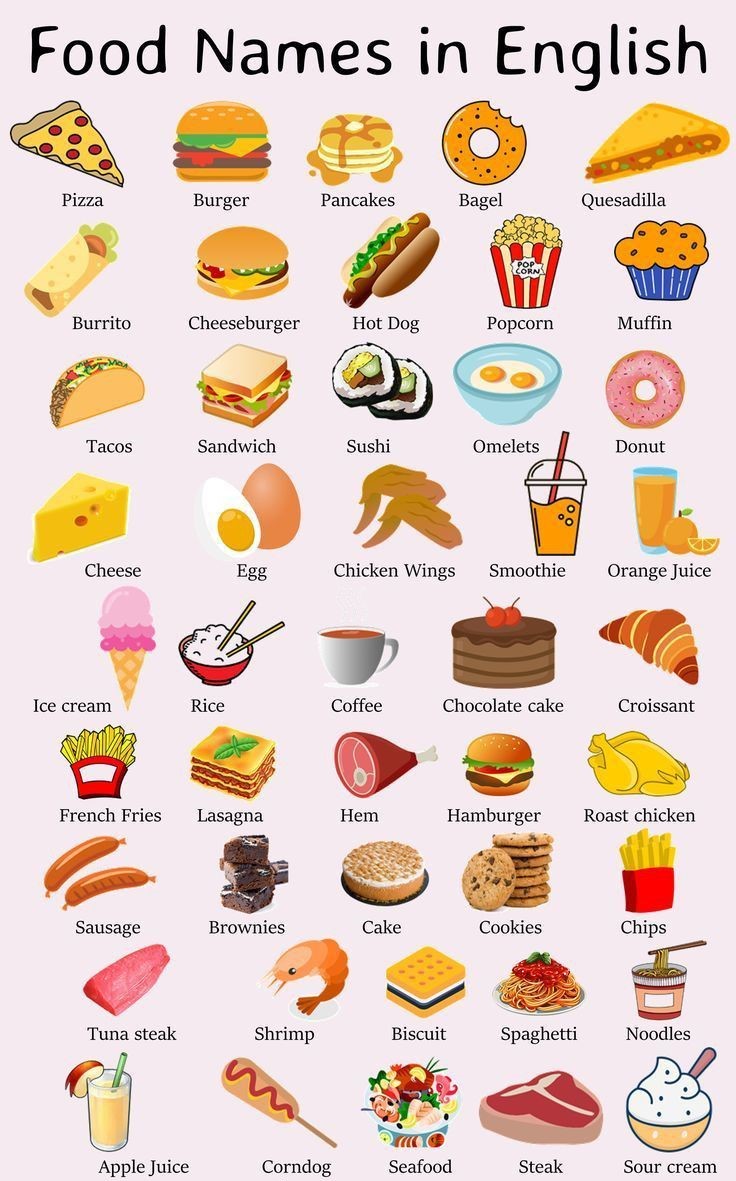 Food Names in English
Pizza
Burger
Pancakes
Bagel
Quesadilla
Burrito
Cheeseburger
Hot Dog
POP
CORN
Popcorn
Muffin
Tacos
Sandwich
Sushi
Omelets
Donut
Cheese
Egg
Chicken Wings
Smoothie
Orange Juice
Ice cream
Rice
Coffee
Chocolate cake
Croissant
French Fries
Lasagna
Hem
Hamburger
Roast chicken
Sausage
Brownies
Cake
Cookies
Chips
Tuna steak
Shrimp
Biscuit
Spaghetti
Noodles
Apple Juice
Corndog
Seafood
Steak
Sour cream